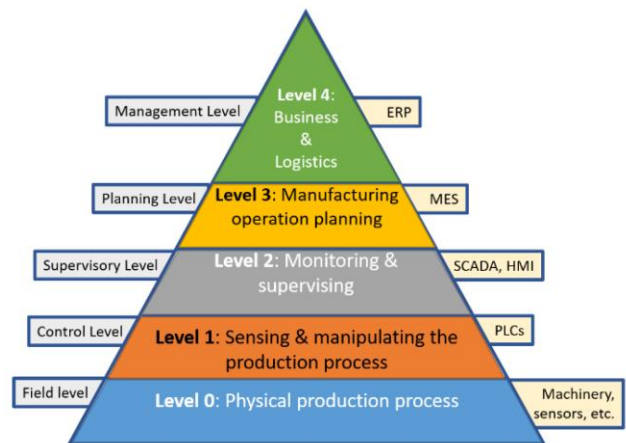 Level 4:
Business
&
Logistics
Management Level
ERP
Level 3: Manufacturing
operation planning
Planning Level
MES
Level 2: Monitoring &
supervising
Supervisory Level
SCADA, HMI
Level 1: Sensing & manipulating the
production process
Control Level
PLCs
Level 0: Physical production process
Field level
Machinery,
sensors, etc.